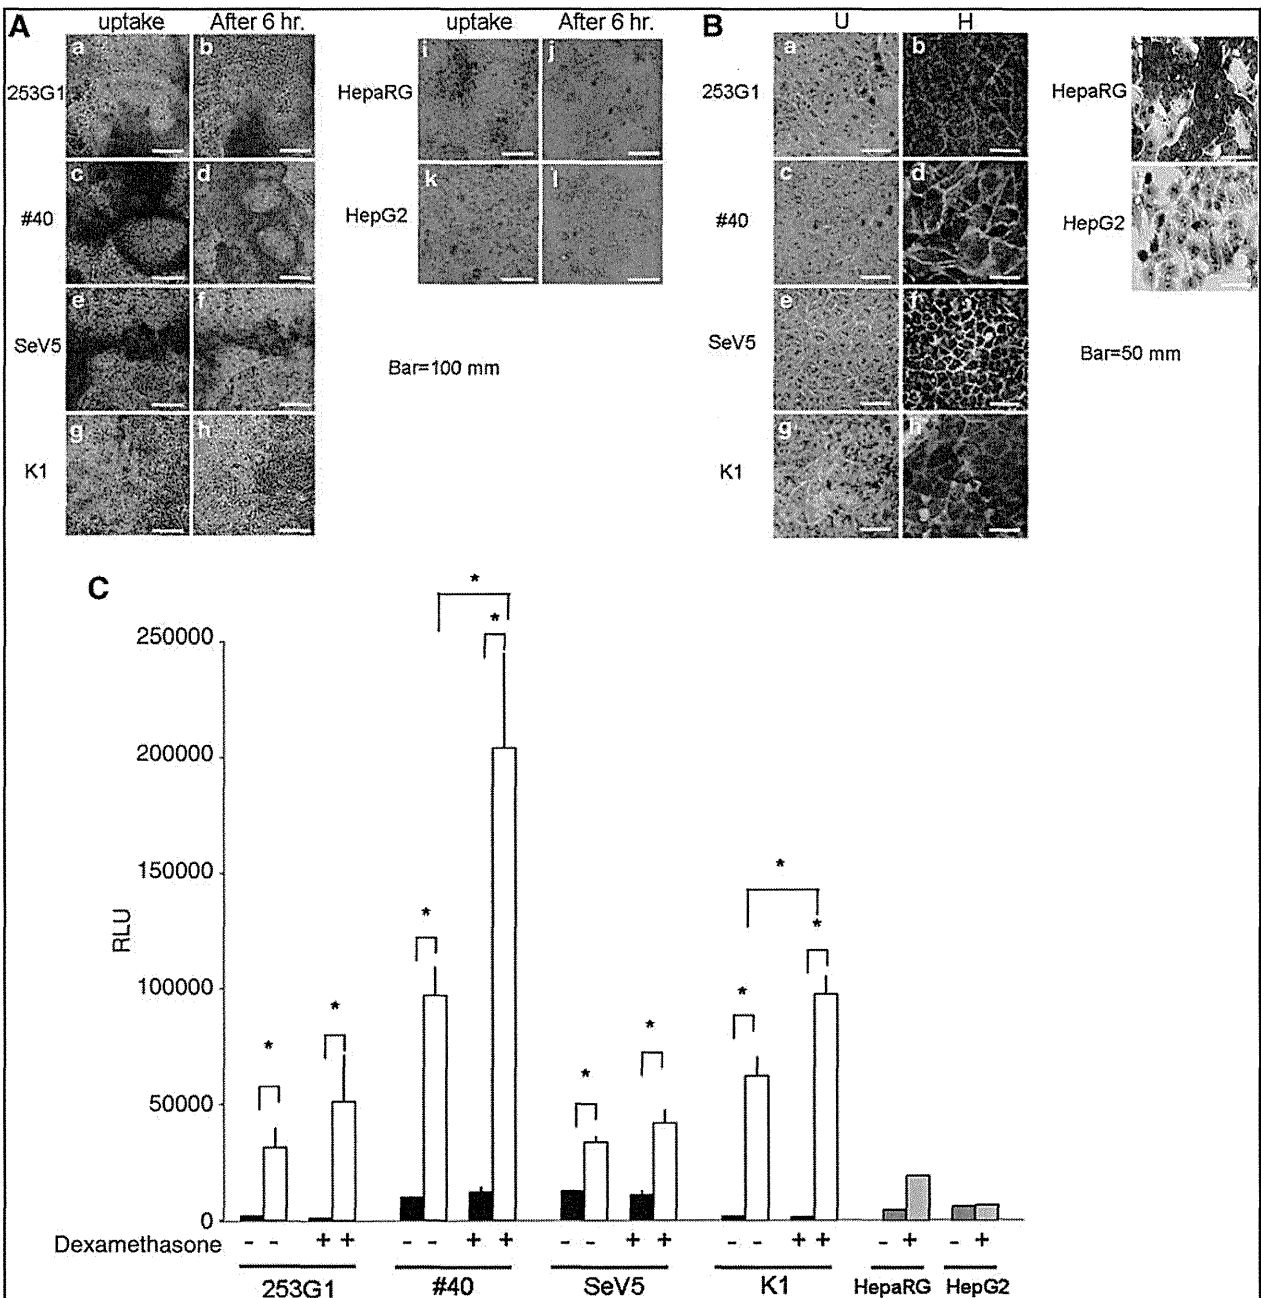 A
uptake
After 6 hr.
253G1
a
b
#40
c
d
SeV5
e
f
K1
g
h
uptake
After 6 hr.
HepaRG
i
j
HepG2
k
l
Bar=100 mm
B
U
H
253G1
a
b
#40
c
d
SeV5
e
f
K1
g
h
HepaRG
HepG2
Bar=50 mm
C
RLU
250000
200000
150000
100000
50000
0
* * * * * * * * * *
Dexamethasone - - + + - - + + - - + + - - + + - + - +
253G1 #40 SeV5 K1 HepaRG HepG2